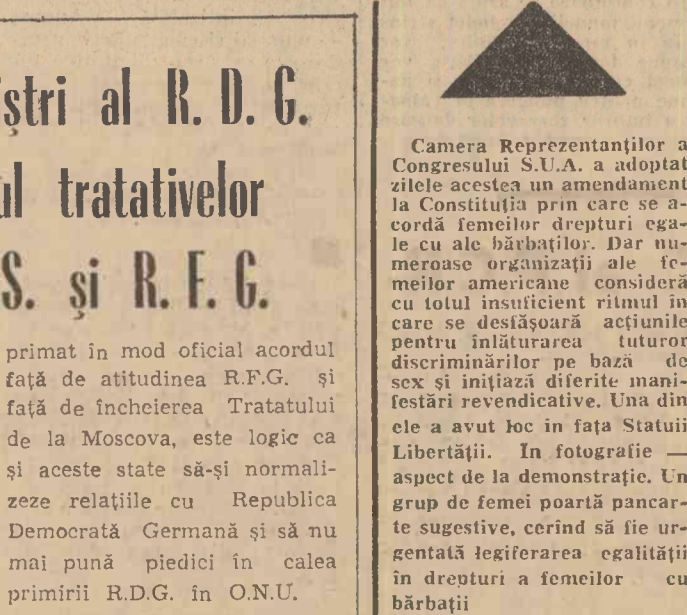 ștri al R. D. G.
ul tratativelor
S. și R. F. G.
primat în mod oficial acordul
față de atitudinea R.F.G. și
față de încheierea Tratatului
de la Moscova, este logic ca
și aceste state să-și normali-
zeze relațiile cu Republica
Democrată Germană și să nu
mai pună piedici în calea
primirii R.D.G. în O.N.U.
Camera Reprezentanților a
Congresului S.U.A. a adoptat
zilele acestea un amendament
la Constituția prin care se a-
cordă femeilor drepturi ega-
le cu ale bărbaților. Dar nu-
meroase organizații ale fe-
meilor americane consideră
cu totul insuficient ritmul în
care se desfășoară acțiunile
pentru înlăturarea tuturor
discriminărilor pe bază de
sex și inițiază diferite mani-
festări revendicative. Una din
ele a avut loc in fața Statuii
Libertății. In fotografie —
aspect de la demonstrație. Un
grup de femei poartă pancar-
te sugestive, cerînd să fie ur-
gentată legiferarea egalității
în drepturi a femeilor cu
bărbații